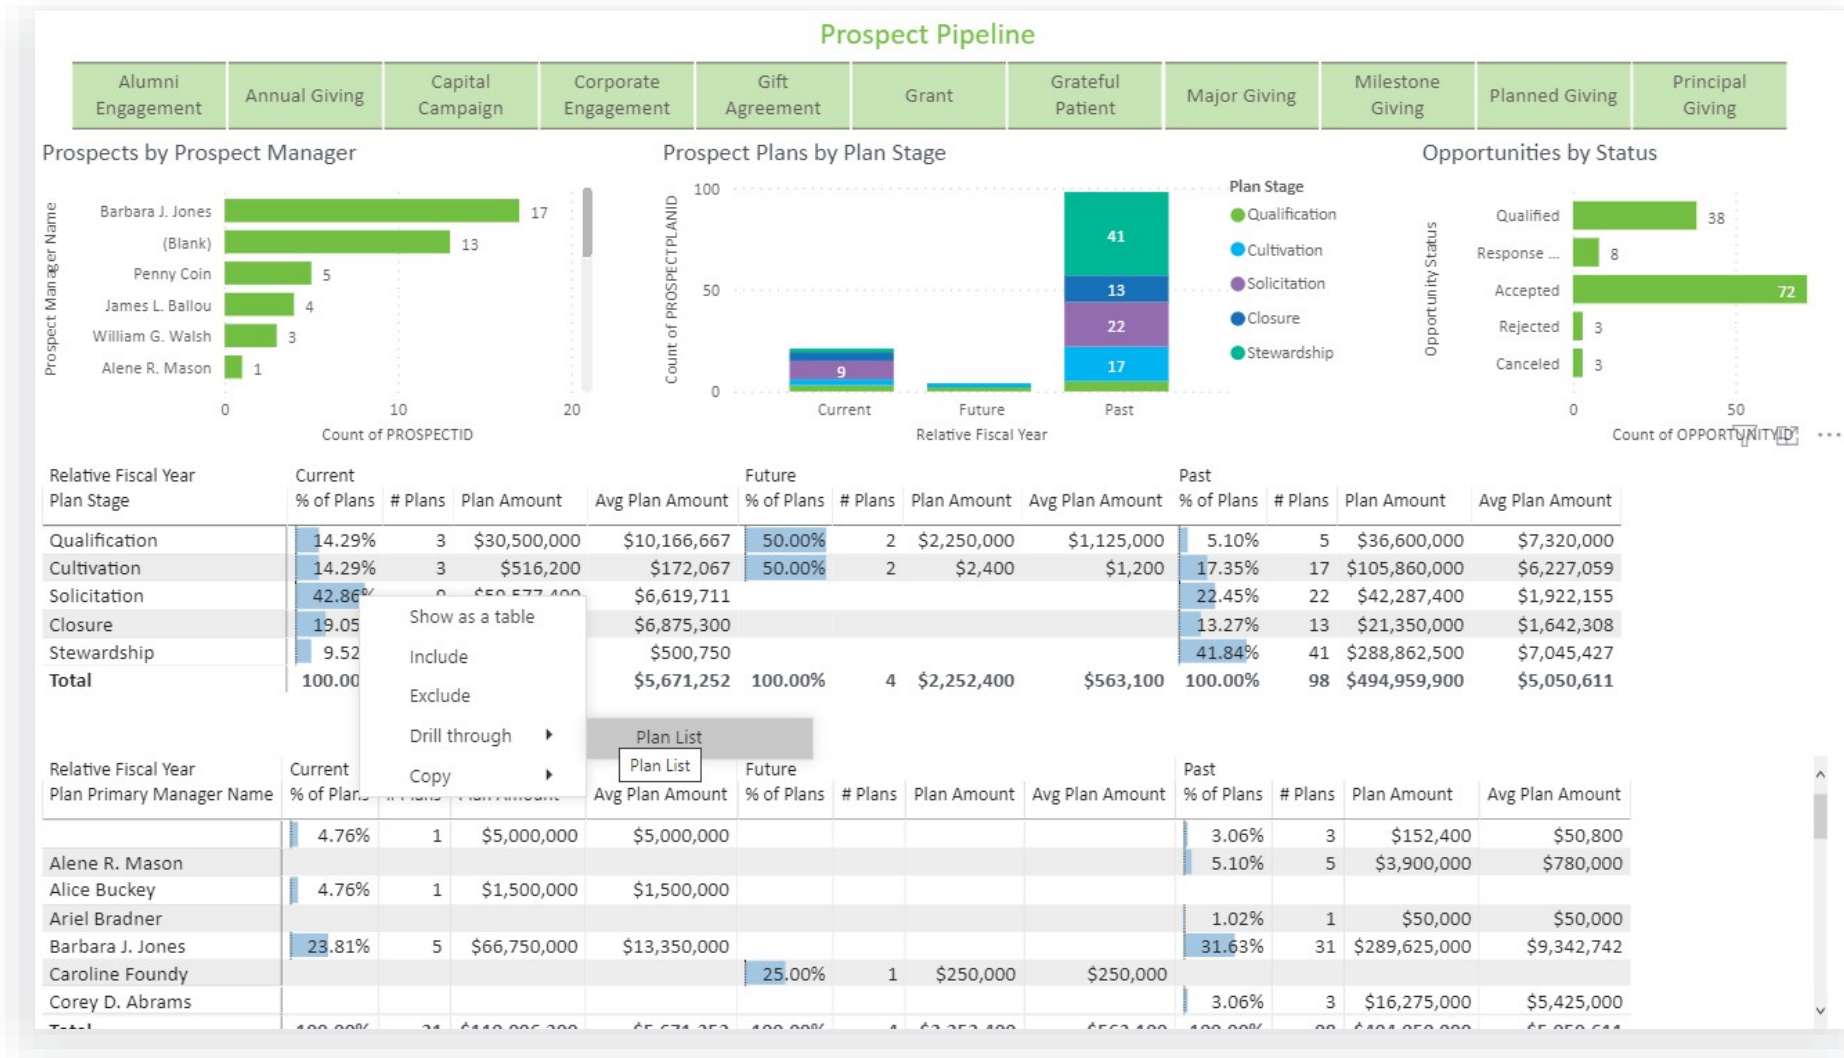 Prospect Pipeline
Alumni Engagement
Annual Giving
Capital Campaign
Corporate Engagement
Gift Agreement
Grant
Grateful Patient
Major Giving
Milestone Giving
Planned Giving
Principal Giving
Prospects by Prospect Manager
Prospect Manager Name
Barbara J. Jones 17
(Blank) 13
Penny Coin 5
James L. Ballou 4
William G. Walsh 3
Alene R. Mason 1
0 10 20
Count of PROSPECTID
Prospect Plans by Plan Stage
Count of PROSPECTPLANID
100
50
0
9
41
13
22
17
Current Future Past
Relative Fiscal Year
Plan Stage
Qualification
Cultivation
Solicitation
Closure
Stewardship
Opportunities by Status
Opportunity Status
Qualified 38
Response ... 8
Accepted 72
Rejected 3
Canceled 3
0 50
Count of OPPORTUNITYID
Relative Fiscal Year Current Future Past
Plan Stage % of Plans # Plans Plan Amount Avg Plan Amount % of Plans # Plans Plan Amount Avg Plan Amount % of Plans # Plans Plan Amount Avg Plan Amount
Qualification 14.29% 3 $30,500,000 $10,166,667 50.00% 2 $2,250,000 $1,125,000 5.10% 5 $36,600,000 $7,320,000
Cultivation 14.29% 3 $516,200 $172,067 50.00% 2 $2,400 $1,200 17.35% 17 $105,860,000 $6,227,059
Solicitation 42.86% $6,619,711 22.45% 22 $42,287,400 $1,922,155
Closure 19.05 $6,875,300 13.27% 13 $21,350,000 $1,642,308
Stewardship 9.52 $500,750 41.84% 41 $288,862,500 $7,045,427
Total 100.00 $5,671,252 100.00% 4 $2,252,400 $563,100 100.00% 98 $494,959,900 $5,050,611
Show as a table
Include
Exclude
Drill through
Copy
Plan List
Plan List
Relative Fiscal Year Current Future Past
Plan Primary Manager Name % of Plans Avg Plan Amount % of Plans # Plans Plan Amount Avg Plan Amount % of Plans # Plans Plan Amount Avg Plan Amount
4.76% 1 $5,000,000 $5,000,000 3.06% 3 $152,400 $50,800
Alene R. Mason 5.10% 5 $3,900,000 $780,000
Alice Buckey 4.76% 1 $1,500,000 $1,500,000
Ariel Bradner 1.02% 1 $50,000 $50,000
Barbara J. Jones 23.81% 5 $66,750,000 $13,350,000 31.63% 31 $289,625,000 $9,342,742
Caroline Foundy 25.00% 1 $250,000 $250,000
Corey D. Abrams 3.06% 3 $16,275,000 $5,425,000